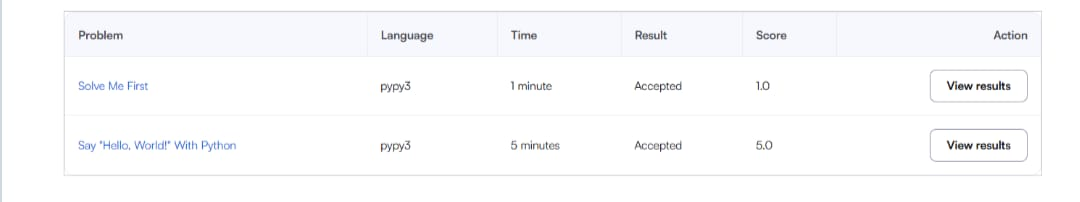 Problem Language Time Result Score Action
Solve Me First pypy3 1 minute Accepted 1.0 View results
Say "Hello, World!" With Python pypy3 5 minutes Accepted 5.0 View results